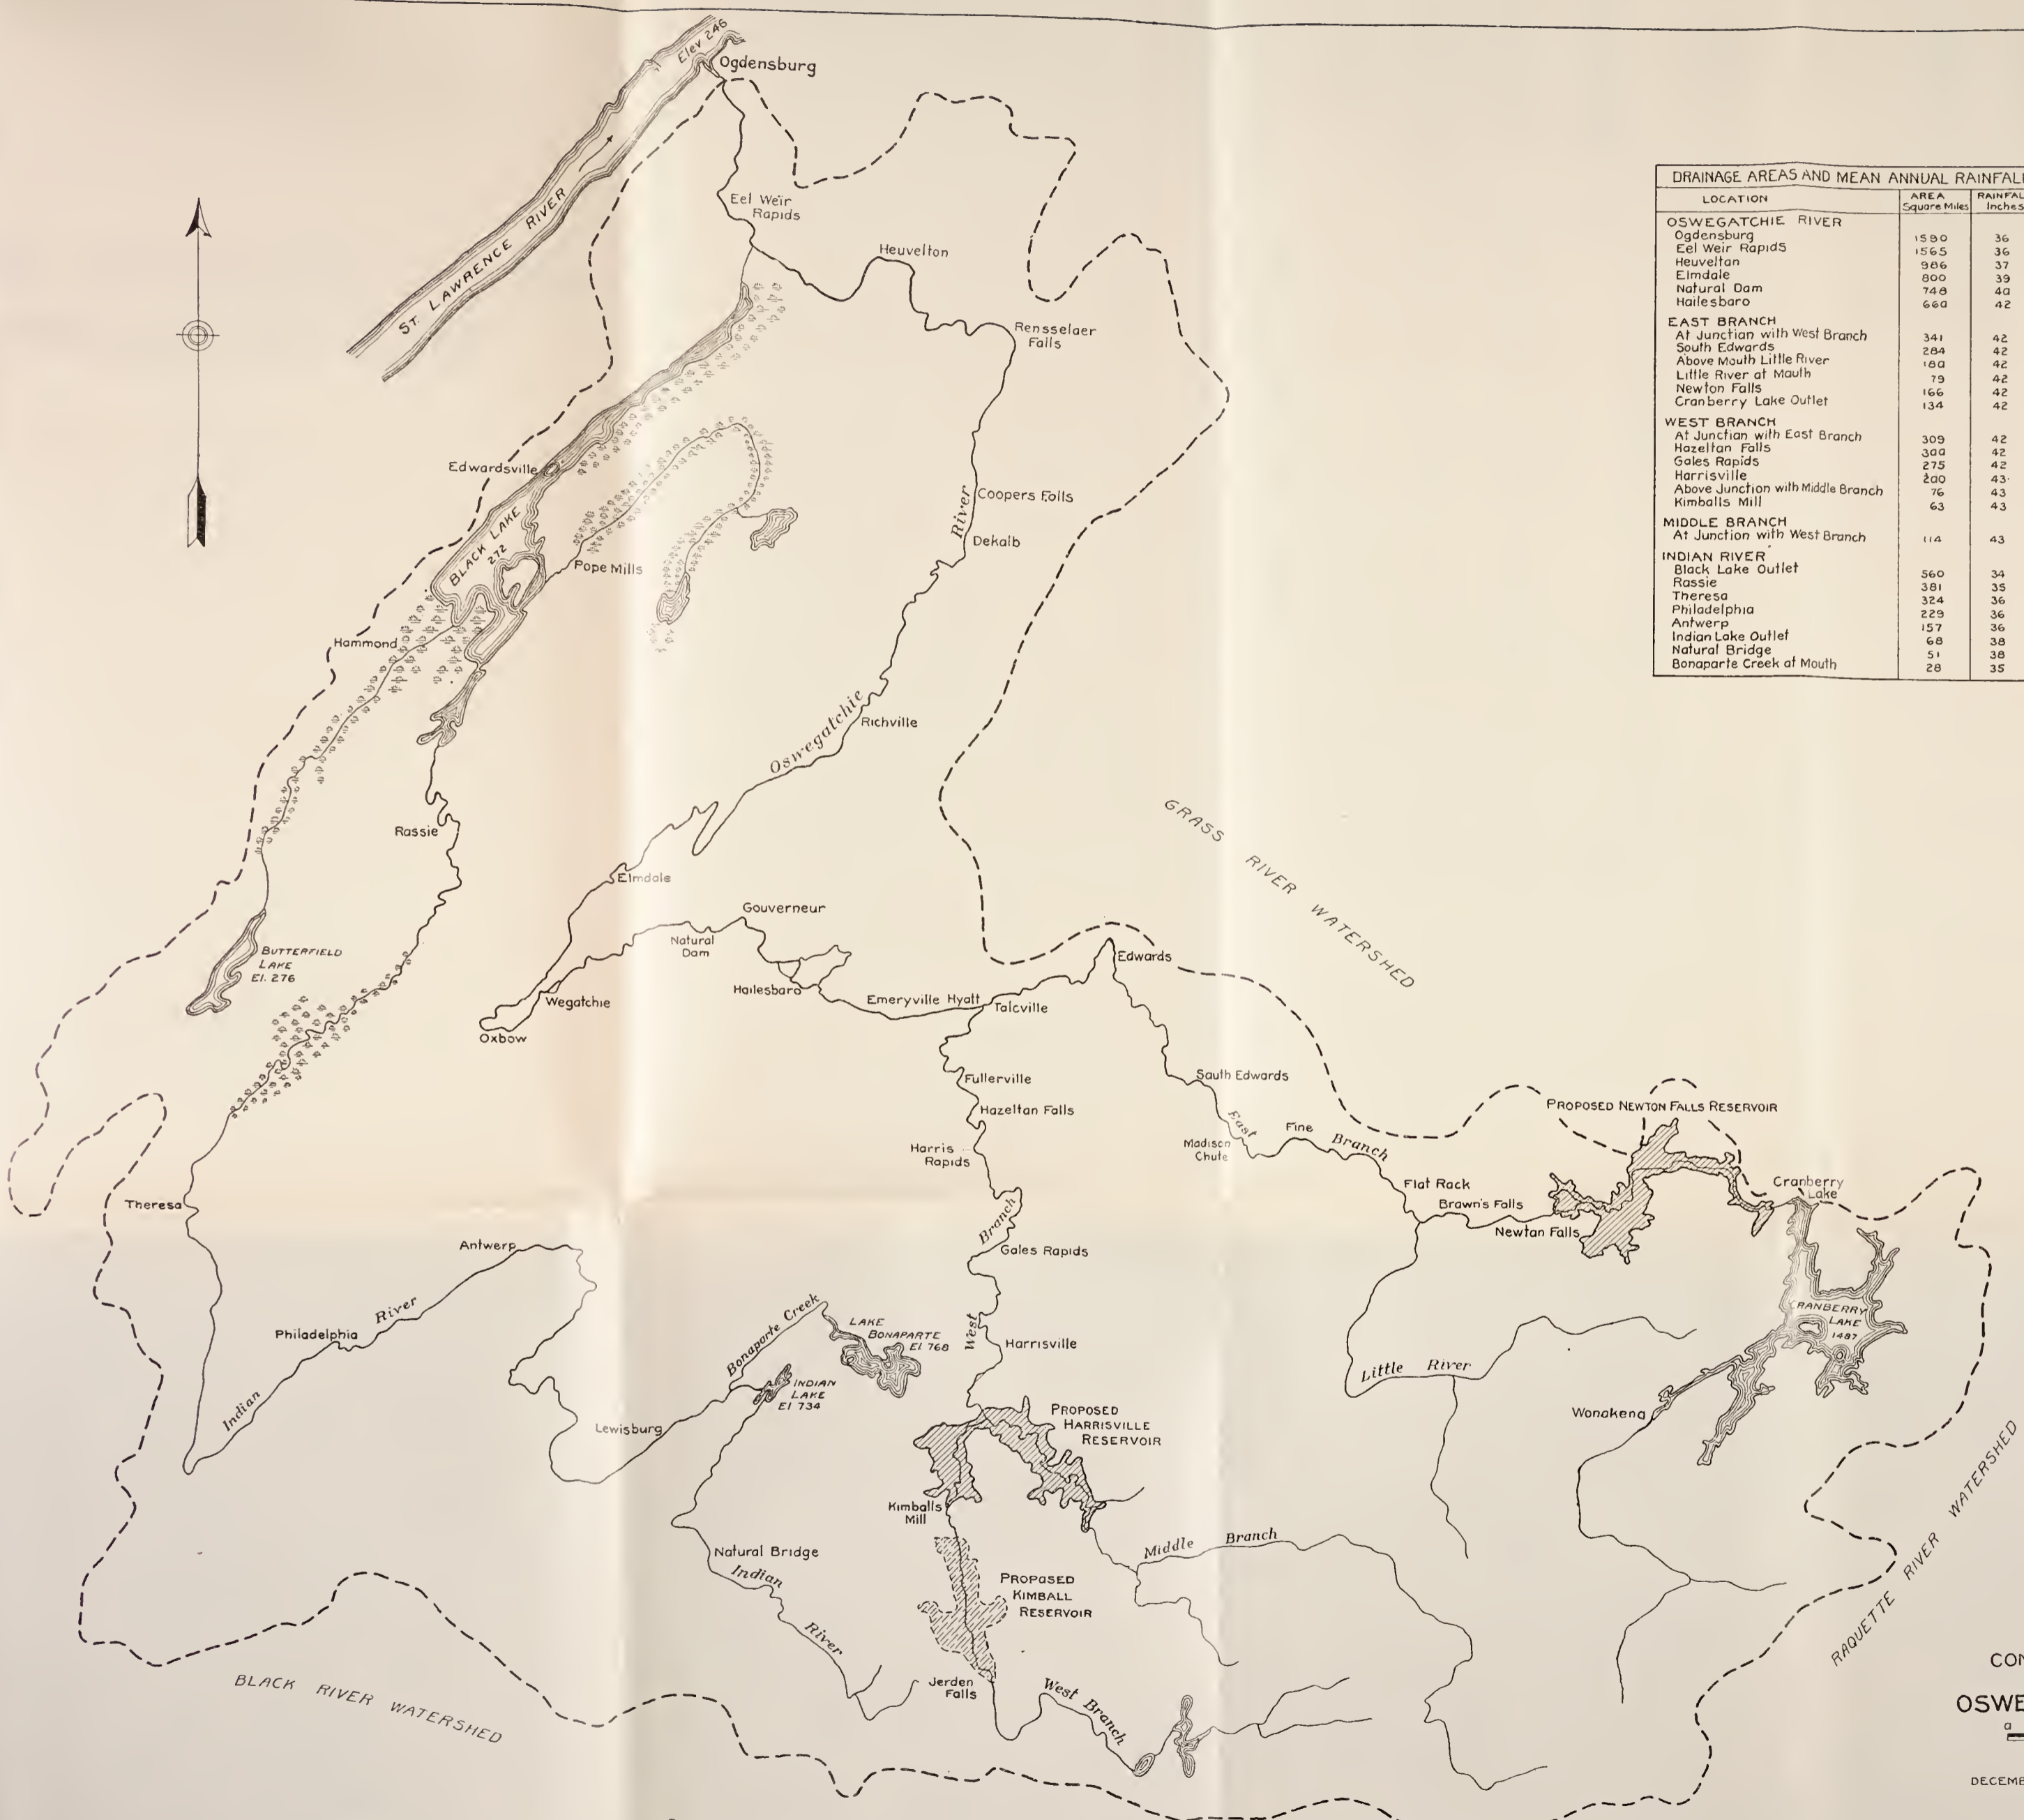 Elev 246
Ogdensburg
ST. LAWRENCE RIVER
Eel Weir
Rapids
Heuvelton
Rensselaer
Falls
DRAINAGE AREAS AND MEAN ANNUAL RAINFAL
LOCATION AREA RAINFAL
Square Miles Inches
OSWEGATCHIE RIVER
Ogdensburg 1590 36
Eel Weir Rapids 1565 36
Heuveltan 986 37
Elmdale 800 39
Natural Dam 748 40
Hailesbaro 660 42
EAST BRANCH
At Junction with West Branch 341 42
South Edwards 284 42
Above Mouth Little River 180 42
Little River at Mauth 79 42
Newton Falls 166 42
Cranberry Lake Outlet 134 42
WEST BRANCH
At Junctian with East Branch 309 42
Hazeltan Falls 300 42
Gales Rapids 275 42
Harrisville 200 43
Above Junction with Middle Branch 76 43
Kimballs Mill 63 43
MIDDLE BRANCH
At Junction with West Branch 114 43
INDIAN RIVER
Black Lake Outlet 560 34
Rassie 381 35
Theresa 324 36
Philadelphia 229 36
Antwerp 157 36
Indian Lake Outlet 68 38
Natural Bridge 51 38
Bonaparte Creek at Mouth 28 35
Edwardsville
BLACK LAKE
272
Pope Mills
Coopers Falls
River
Dekalb
Hammond
Richville
Oswegatchie
Rassie
GRASS RIVER WATERSHED
Elmdale
Gouverneur
Natural
Dam
BUTTERFIELD
LAKE
El. 276
Edwards
Hailesbaro
Wegatchie
Emeryville Hyatt
Talcville
Oxbow
Fullerville
South Edwards
Hazeltan Falls
PROPOSED NEWTON FALLS RESERVOIR
East
Fine
Branch
Madison
Chute
Harris
Rapids
Theresa
Flat Rack
Cranberry
Lake
Brawn's Falls
Newtan Falls
Branch
Antwerp
Gales Rapids
River
Philadelphia
Bonaparte Creek
LAKE
BONAPARTE
El 768
West
Harrisville
CRANBERRY
LAKE
1487
Little River
Indian
INDIAN
LAKE
El 734
Lewisburg
PROPOSED
HARRISVILLE
RESERVOIR
Wonakeng
Kimballs
Mill
Natural Bridge
Indian
Middle Branch
PROPOSED
KIMBALL
RESERVOIR
River
RAQUETTE RIVER WATERSHED
BLACK RIVER WATERSHED
Jerden
Falls
West Branch
CON
OSWE
DECEMB